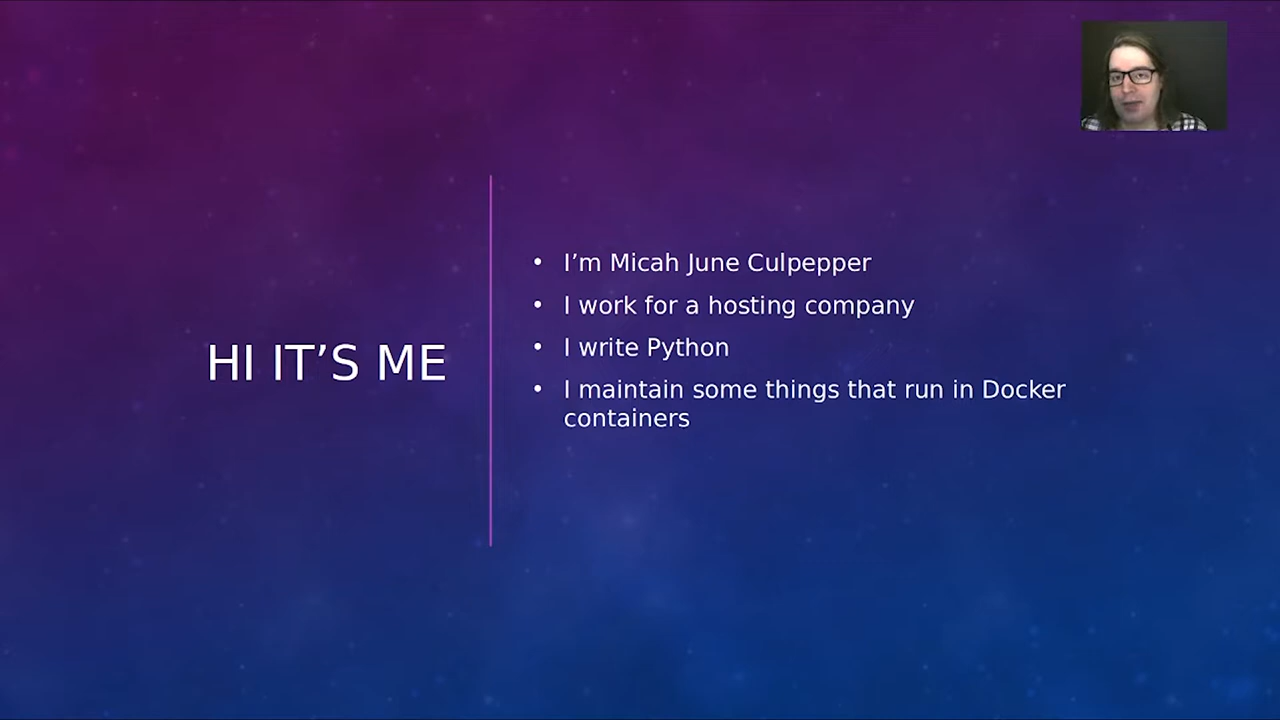 HI IT’S ME
• I’m Micah June Culpepper
• I work for a hosting company
• I write Python
• I maintain some things that run in Docker
containers